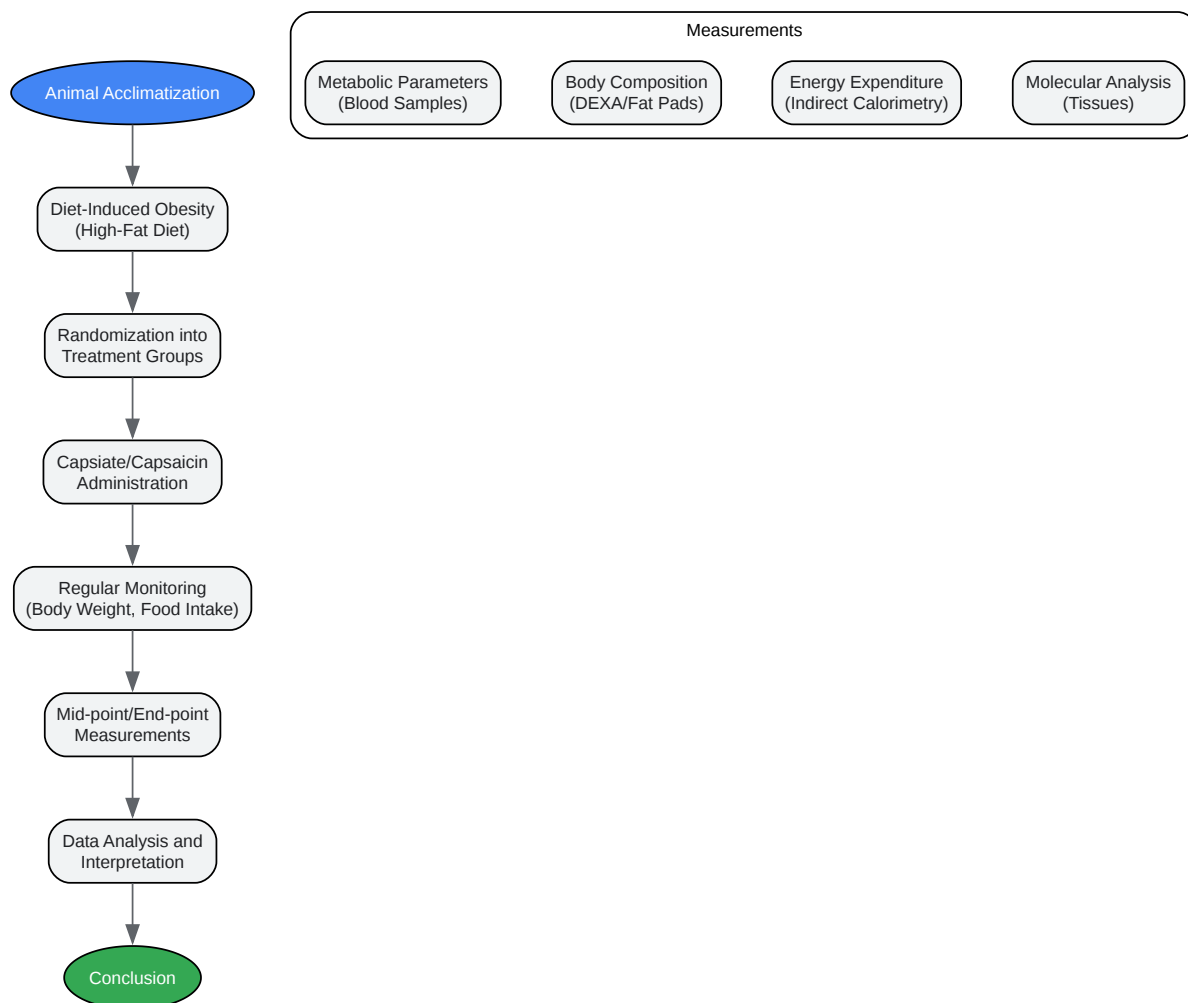 Measurements
Metabolic Parameters
(Blood Samples)
Body Composition
(DEXA/Fat Pads)
Energy Expenditure
(Indirect Calorimetry)
Molecular Analysis
(Tissues)
Animal Acclimatization
Diet-Induced Obesity
(High-Fat Diet)
Randomization into
Treatment Groups
Capsiate/Capsaicin
Administration
Regular Monitoring
(Body Weight, Food Intake)
Mid-point/End-point
Measurements
Data Analysis and
Interpretation
Conclusion